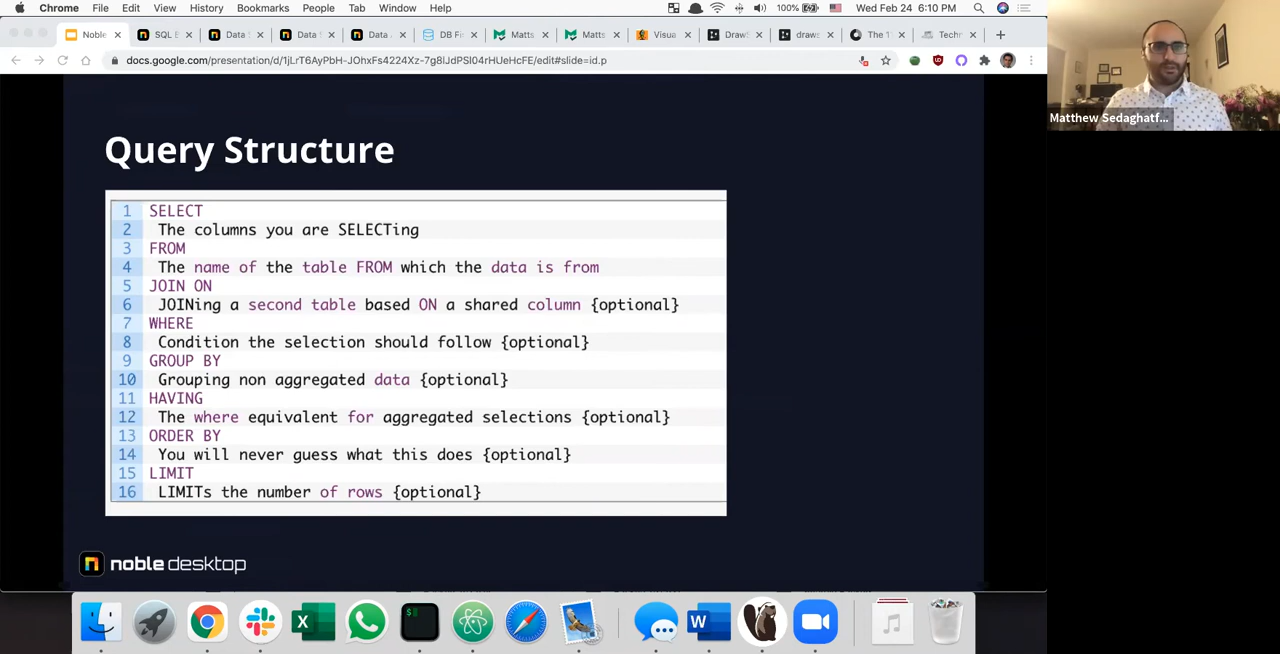 Chrome File Edit View History Bookmarks People Tab Window Help 100% Wed Feb 24 6:10 PM
Noble SQL B Data Data Data DB F Matts Matts Visua Draw draw. The 1 Techn
docs.google.com/presentation/d/1jLrT6AyPbH-JOhxFs4224Xz-7g8iJdPSl04rHUeHcFE/edit#slide=id.p
Matthew Sedaghatf...
Query Structure
1 SELECT
2 The columns you are SELECTing
3 FROM
4 The name of the table FROM which the data is from
5 JOIN ON
6 JOINing a second table based ON a shared column {optional}
7 WHERE
8 Condition the selection should follow {optional}
9 GROUP BY
10 Grouping non aggregated data {optional}
11 HAVING
12 The where equivalent for aggregated selections {optional}
13 ORDER BY
14 You will never guess what this does {optional}
15 LIMIT
16 LIMITs the number of rows {optional}
noble desktop